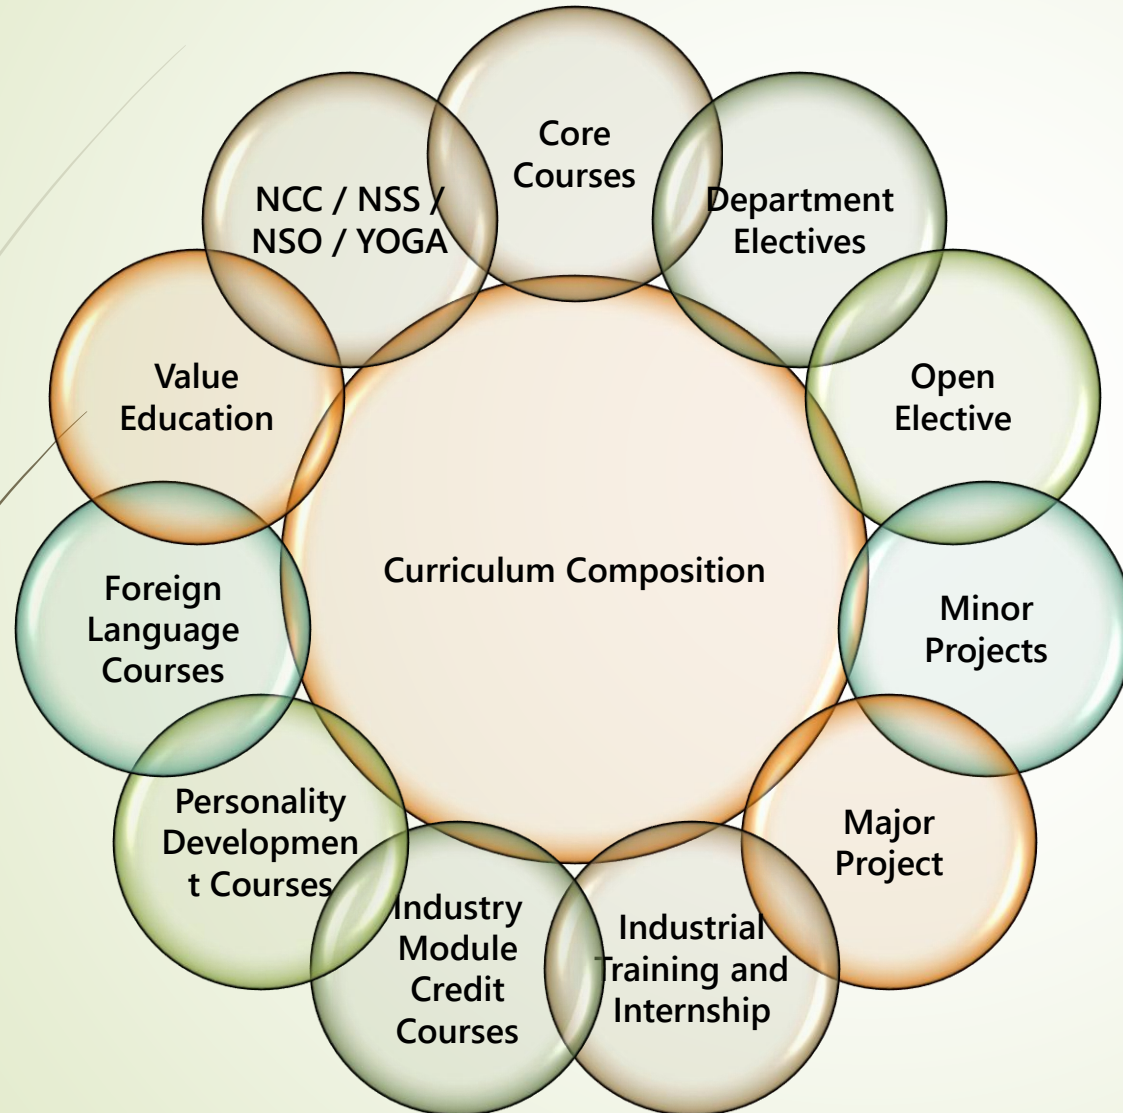 Core
Courses
Department
Electives
Open
Elective
Minor
Projects
Major
Project
Industrial
Training and
Internship
Industry
Module
Credit
Courses
Personality
Developmen
t Courses
Foreign
Language
Courses
Value
Education
NCC / NSS /
NSO / YOGA
Curriculum Composition